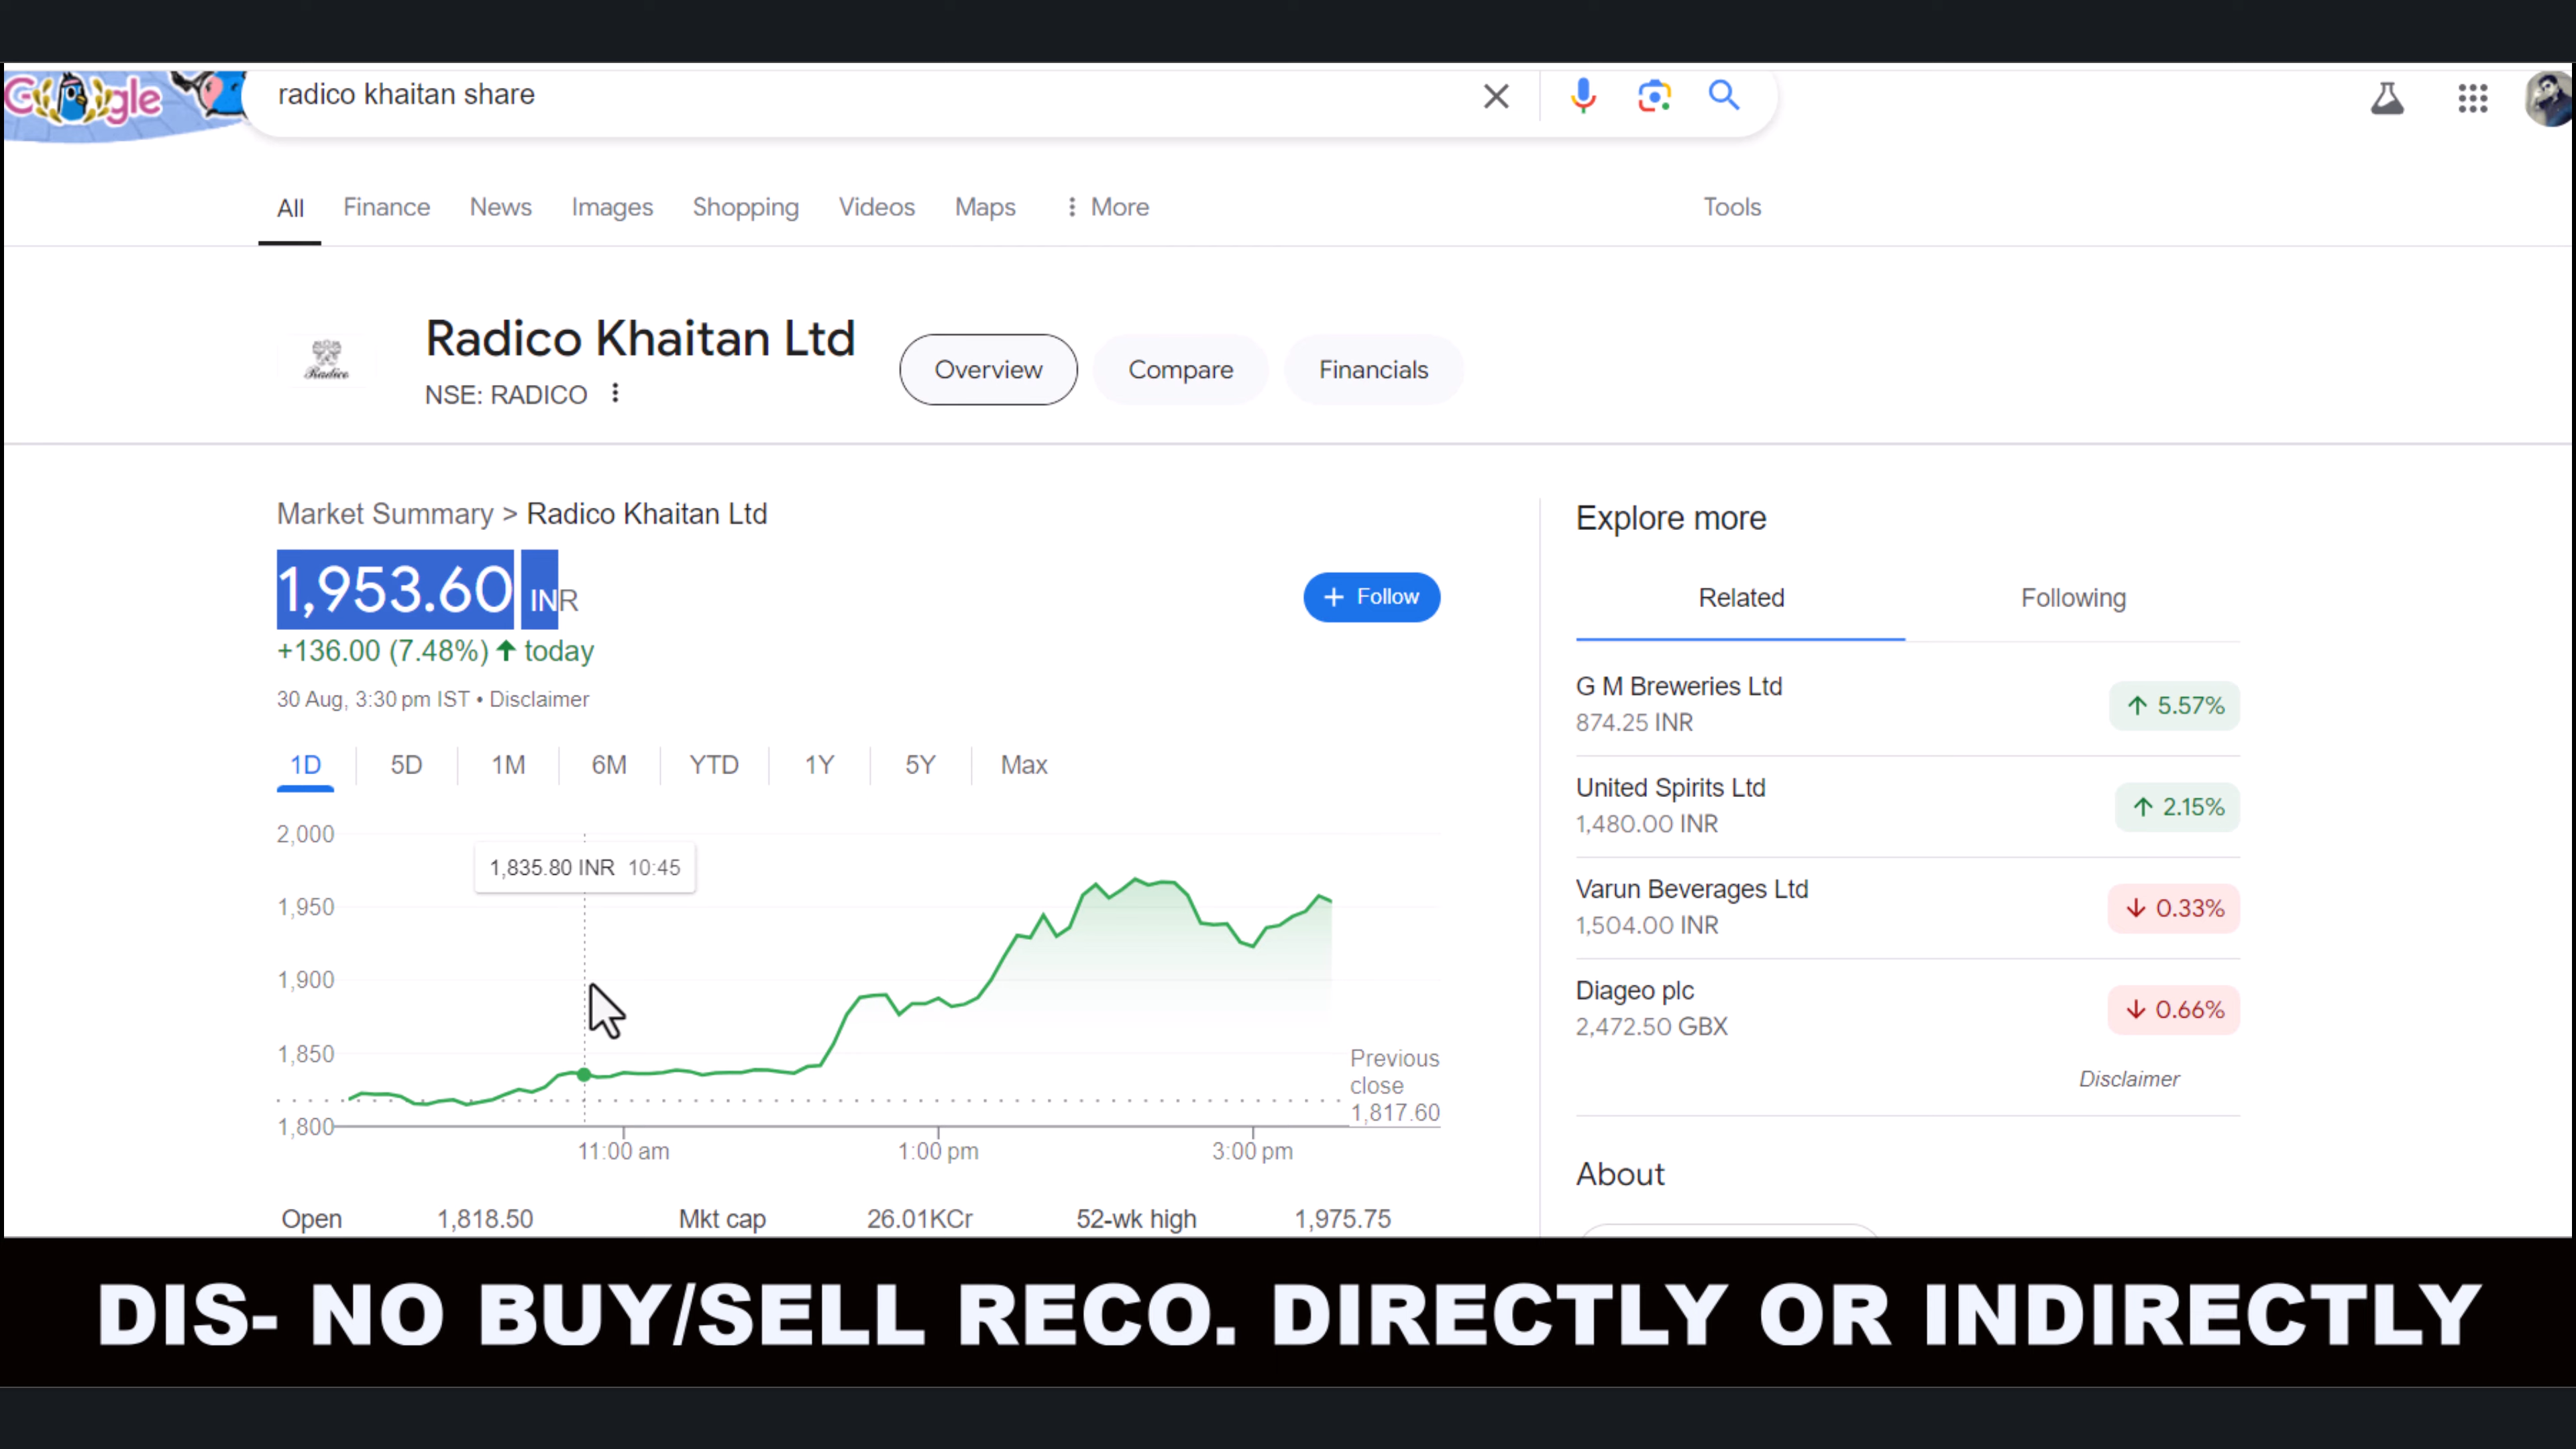 Google
radico khaitan share
All Finance News Images Shopping Videos Maps More Tools
Radico
Radico Khaitan Ltd
NSE: RADICO
Overview Compare Financials
Market Summary > Radico Khaitan Ltd
1,953.60 INR
+136.00 (7.48%) ↑ today
30 Aug, 3:30 pm IST • Disclaimer
+ Follow
1D 5D 1M 6M YTD 1Y 5Y Max
2,000
1,835.80 INR 10:45
1,950
1,900
1,850
1,800
Previous
close
1,817.60
11:00 am 1:00 pm 3:00 pm
Open 1,818.50 Mkt cap 26.01KCr 52-wk high 1,975.75
Explore more
Related Following
G M Breweries Ltd
874.25 INR
↑ 5.57%
United Spirits Ltd
1,480.00 INR
↑ 2.15%
Varun Beverages Ltd
1,504.00 INR
↓ 0.33%
Diageo plc
2,472.50 GBX
↓ 0.66%
Disclaimer
About
DIS- NO BUY/SELL RECO. DIRECTLY OR INDIRECTLY